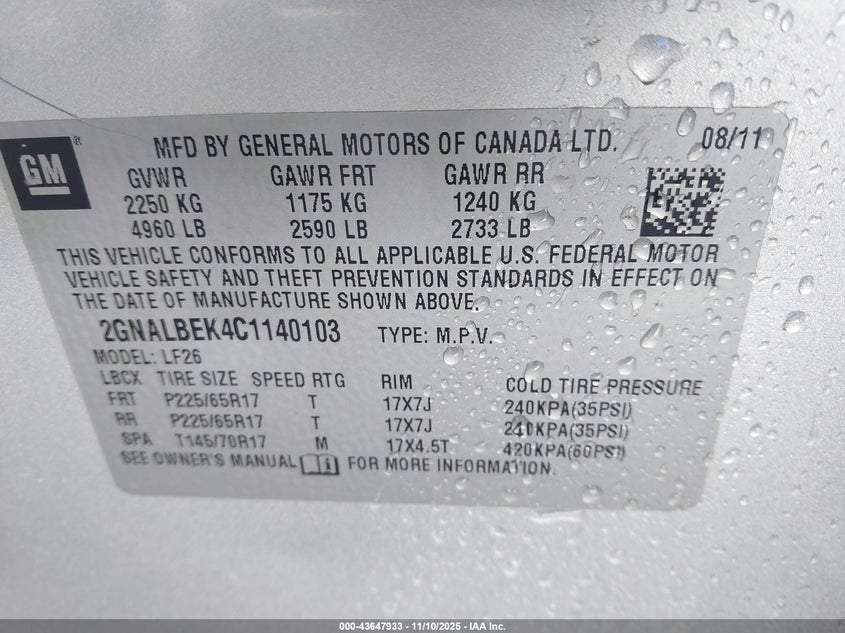 GM®
MFD BY GENERAL MOTORS OF CANADA LTD. 08/11
GVWR GAWR FRT GAWR RR
2250 KG 1175 KG 1240 KG
4960 LB 2590 LB 2733 LB
THIS VEHICLE CONFORMS TO ALL APPLICABLE U.S. FEDERAL MOTOR
VEHICLE SAFETY AND THEFT PREVENTION STANDARDS IN EFFECT ON
THE DATE OF MANUFACTURE SHOWN ABOVE.
2GNALBEK4C1140103 TYPE: M.P.V.
MODEL: LF26
LBCX TIRE SIZE SPEED RTG RIM COLD TIRE PRESSURE
FRT P225/65R17 T 17X7J 240KPA(35PSI)
RR P225/65R17 T 17X7J 240KPA(35PSI)
SPA T145/70R17 M 17X4.5T 420KPA(60PSI)
SEE OWNER'S MANUAL FOR MORE INFORMATION.
000-43647933 - 11/10/2025 - IAA Inc.